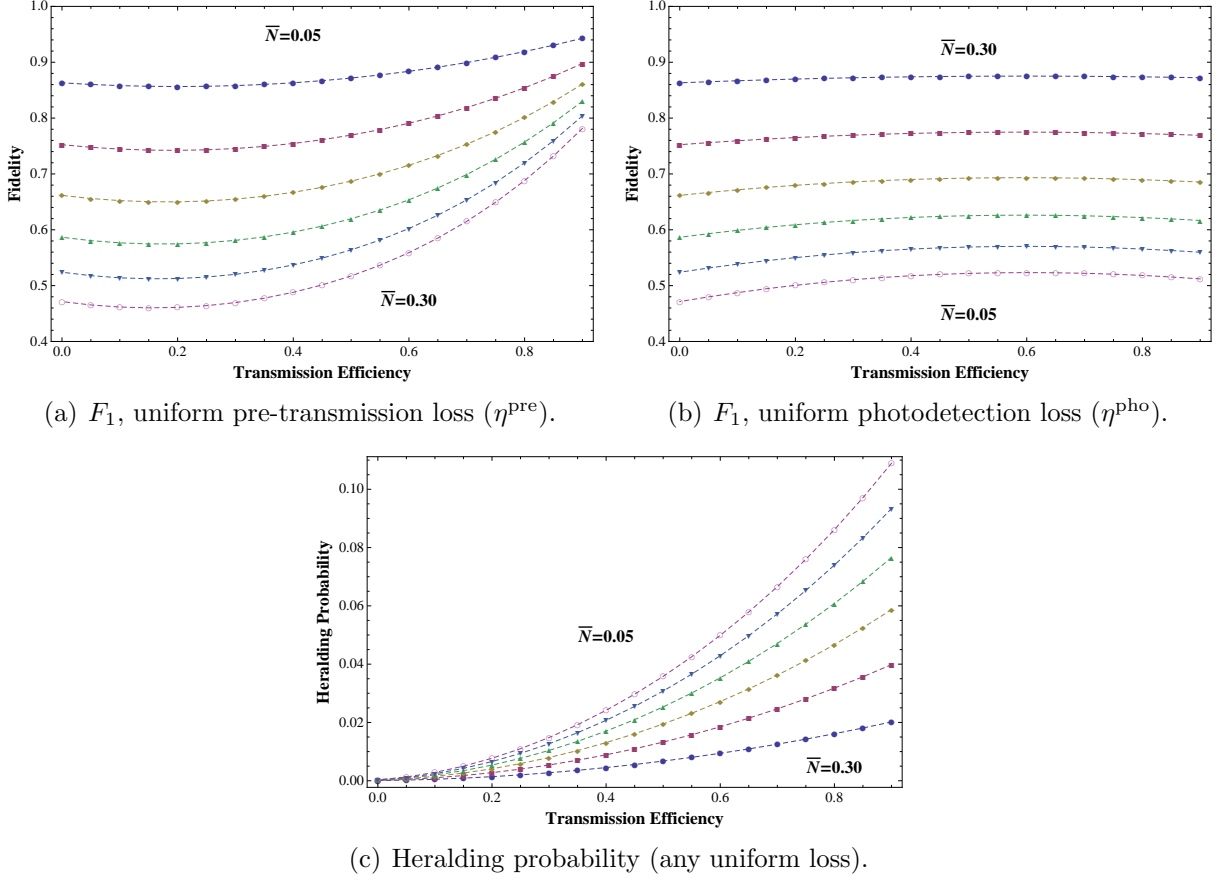 1.0
0.9
0.8
0.7
0.6
0.5
0.4
Fidelity
N̅=0.05
N̅=0.30
0.0 0.2 0.4 0.6 0.8
Transmission Efficiency
(a) F₁, uniform pre-transmission loss (η^pre).
1.0
0.9
0.8
0.7
0.6
0.5
0.4
Fidelity
N̅=0.30
N̅=0.05
0.0 0.2 0.4 0.6 0.8
Transmission Efficiency
(b) F₁, uniform photodetection loss (η^pho).
0.10
0.08
0.06
0.04
0.02
0.00
Heralding Probability
N̅=0.05
N̅=0.30
0.0 0.2 0.4 0.6 0.8
Transmission Efficiency
(c) Heralding probability (any uniform loss).